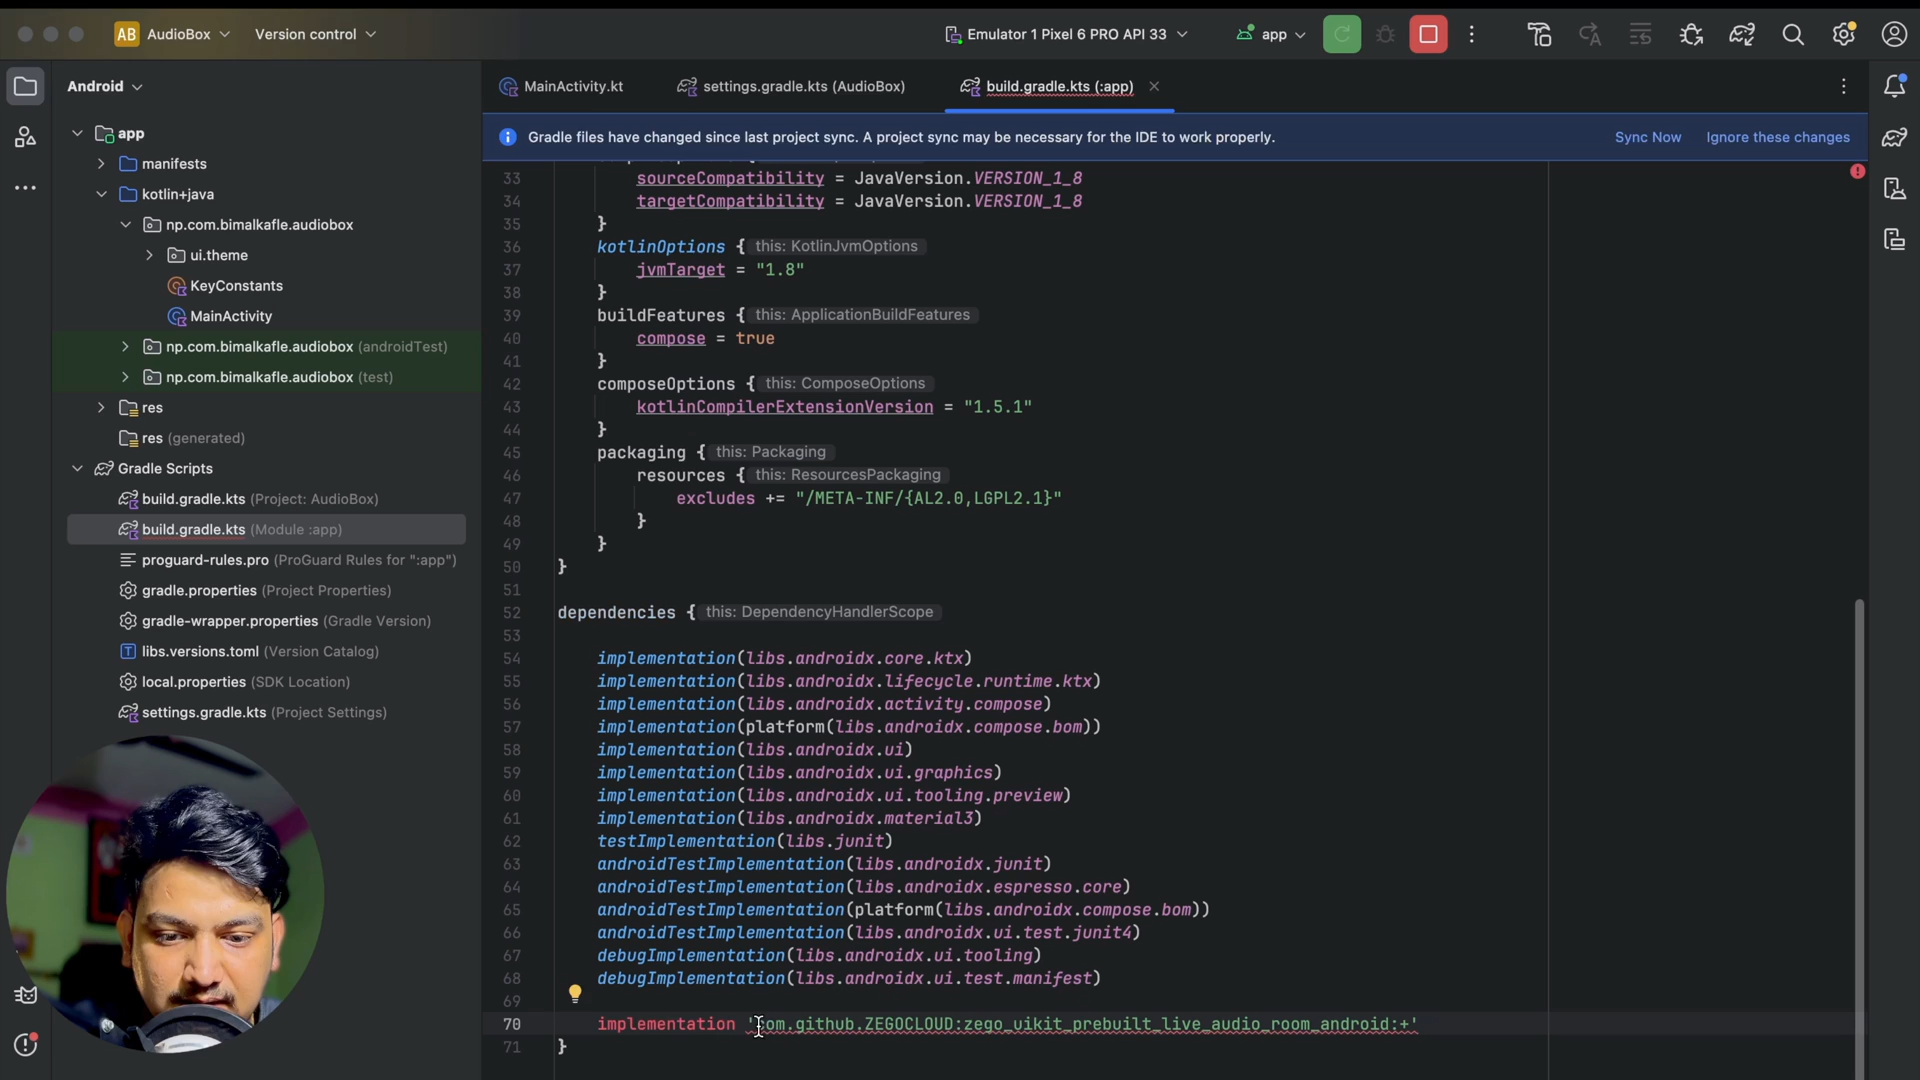 AB AudioBox Version control Emulator 1 Pixel 6 PRO API 33 app
Android
MainActivity.kt settings.gradle.kts (AudioBox) build.gradle.kts (:app)
Gradle files have changed since last project sync. A project sync may be necessary for the IDE to work properly. Sync Now Ignore these changes
app
manifests
kotlin+java
np.com.bimalkafle.audiobox
ui.theme
KeyConstants
MainActivity
np.com.bimalkafle.audiobox (androidTest)
np.com.bimalkafle.audiobox (test)
res
res (generated)
Gradle Scripts
build.gradle.kts (Project: AudioBox)
build.gradle.kts (Module :app)
proguard-rules.pro (ProGuard Rules for ":app")
gradle.properties (Project Properties)
gradle-wrapper.properties (Gradle Version)
libs.versions.toml (Version Catalog)
local.properties (SDK Location)
settings.gradle.kts (Project Settings)
33 sourceCompatibility = JavaVersion.VERSION_1_8
34 targetCompatibility = JavaVersion.VERSION_1_8
35 }
36 kotlinOptions { this: KotlinJvmOptions
37 jvmTarget = "1.8"
38 }
39 buildFeatures { this: ApplicationBuildFeatures
40 compose = true
41 }
42 composeOptions { this: ComposeOptions
43 kotlinCompilerExtensionVersion = "1.5.1"
44 }
45 packaging { this: Packaging
46 resources { this: ResourcesPackaging
47 excludes += "/META-INF/{AL2.0,LGPL2.1}"
48 }
49 }
50 }
51
52 dependencies { this: DependencyHandlerScope
53
54 implementation(libs.androidx.core.ktx)
55 implementation(libs.androidx.lifecycle.runtime.ktx)
56 implementation(libs.androidx.activity.compose)
57 implementation(platform(libs.androidx.compose.bom))
58 implementation(libs.androidx.ui)
59 implementation(libs.androidx.ui.graphics)
60 implementation(libs.androidx.ui.tooling.preview)
61 implementation(libs.androidx.material3)
62 testImplementation(libs.junit)
63 androidTestImplementation(libs.androidx.junit)
64 androidTestImplementation(libs.androidx.espresso.core)
65 androidTestImplementation(platform(libs.androidx.compose.bom))
66 androidTestImplementation(libs.androidx.ui.test.junit4)
67 debugImplementation(libs.androidx.ui.tooling)
68 debugImplementation(libs.androidx.ui.test.manifest)
69
70 implementation 'com.github.ZEGOCLOUD:zego_uikit_prebuilt_live_audio_room_android:+'
71 }